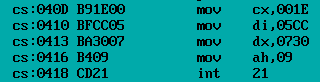 cs:040D B91E00 mov cx,001E
cs:0410 BFCC05 mov di,05CC
cs:0413 BA3007 mov dx,0730
cs:0416 B409 mov ah,09
cs:0418 CD21 int 21